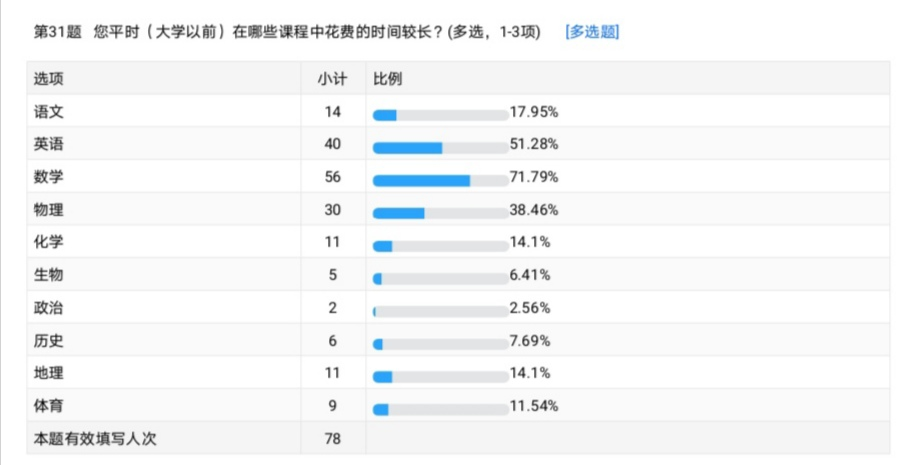 第31题 您平时（大学以前）在哪些课程中花费的时间较长？(多选，1-3项) [多选题]
选项 小计 比例
语文 14 17.95%
英语 40 51.28%
数学 56 71.79%
物理 30 38.46%
化学 11 14.1%
生物 5 6.41%
政治 2 2.56%
历史 6 7.69%
地理 11 14.1%
体育 9 11.54%
本题有效填写人次 78